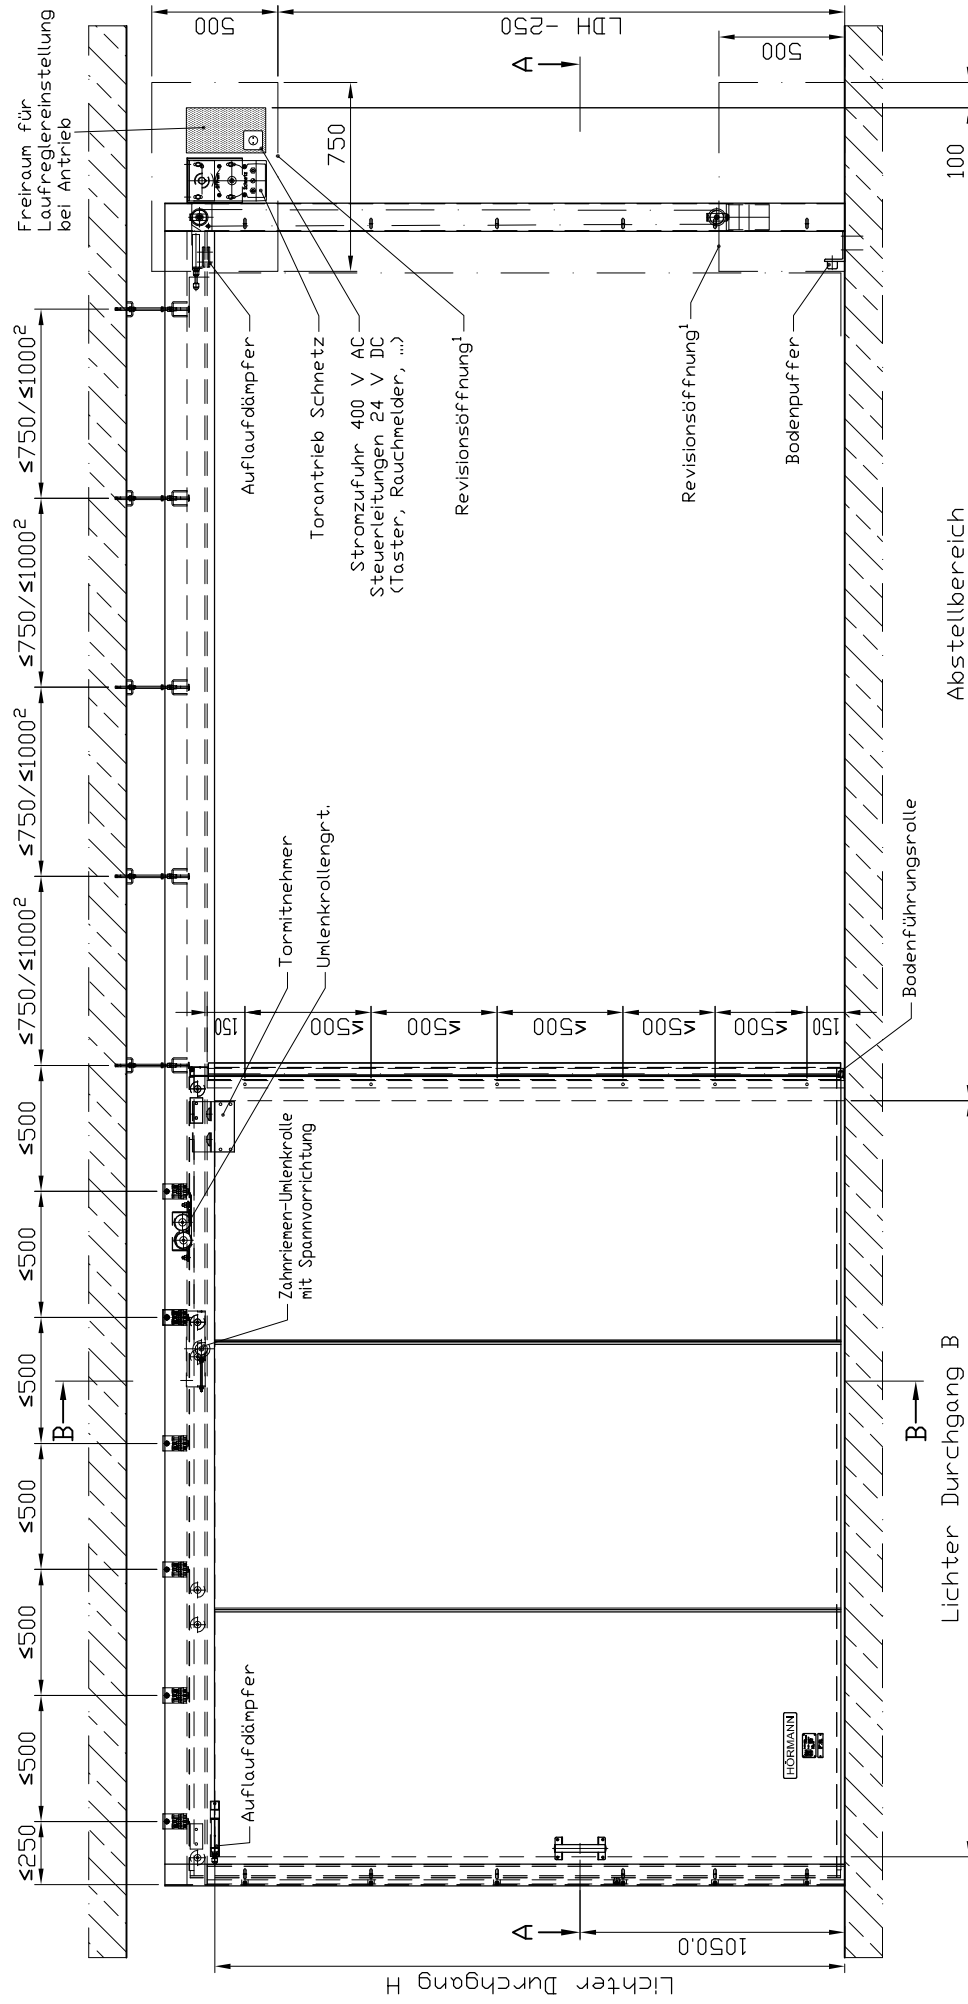 ≤250
≤500
≤500
≤500
≤500
≤500
≤500
≤750/≤1000²
≤750/≤1000²
≤750/≤1000²
≤750/≤1000²
Freiraum für
Laufreglereinstellung
bei Antrieb
500
LDH -250
500
750
100
A
A
B
B
Auflaufdämpfer
Torantrieb Schnetz
Stromzufuhr 400 V AC
Steuerleitungen 24 V DC
(Taster, Rauchmelder, ...)
Revisionsöffnung¹
Revisionsöffnung¹
Bodenpuffer
Tormitnehmer
Umlenkrollengrt.
Zahnriemen-Umlenkrolle
mit Spannvorrichtung
150
≤500
≤500
≤500
≤500
≤500
150
Bodenführungsrolle
Auflaufdämpfer
HÖRMANN
1050.0
Lichter Durchgang H
Lichter Durchgang B
Abstellbereich